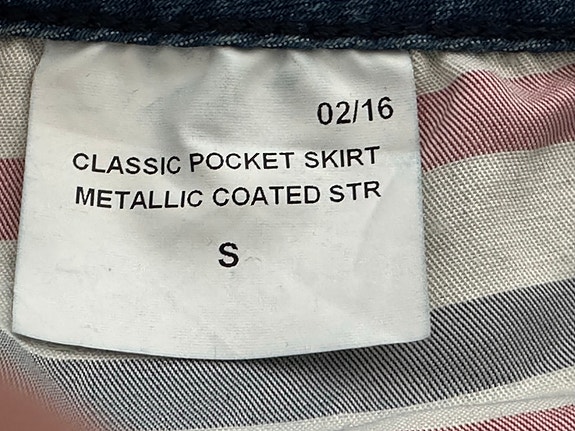 02/16
CLASSIC POCKET SKIRT
METALLIC COATED STR
S